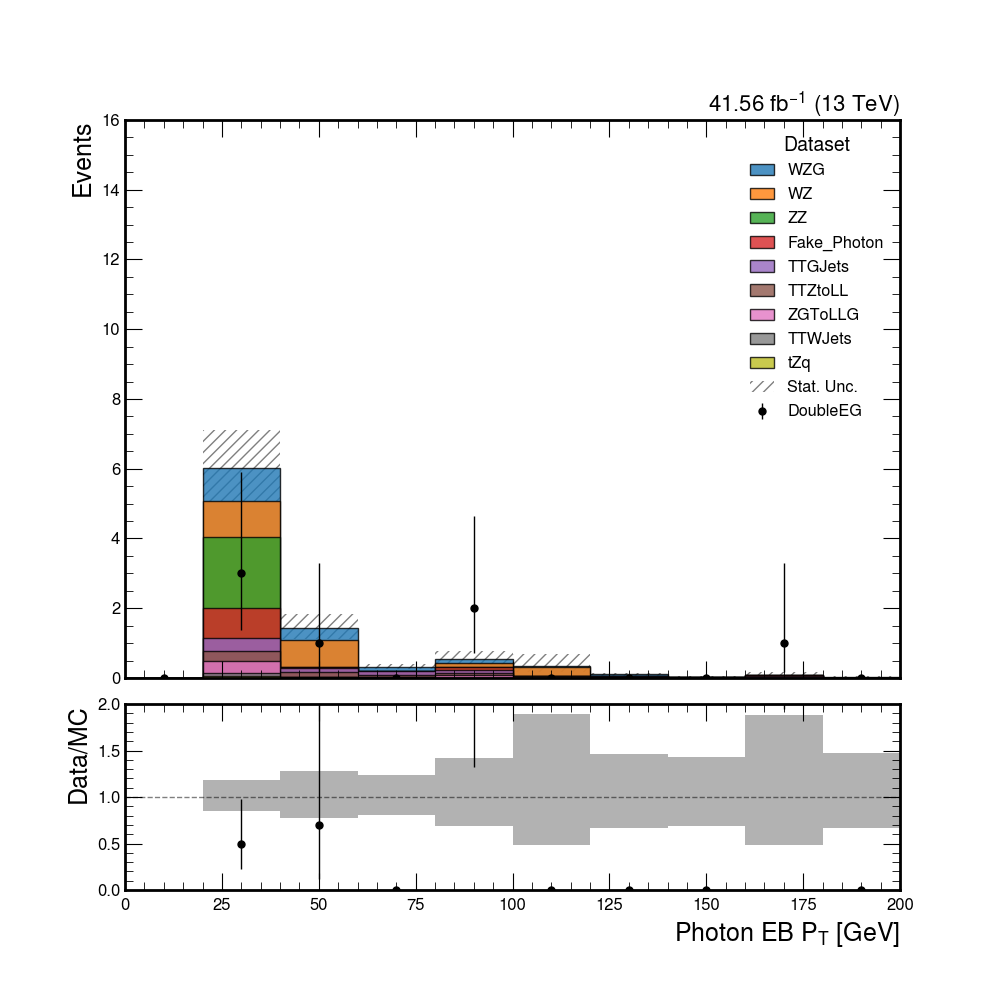 41.56 fb⁻¹ (13 TeV)
Events
16
14
12
10
8
6
4
2
0
Dataset
WZG
WZ
ZZ
Fake_Photon
TTGJets
TTZtoLL
ZGToLLG
TTWJets
tZq
Stat. Unc.
DoubleEG
Data/MC
2.0
1.5
1.0
0.5
0.0
0 25 50 75 100 125 150 175 200
Photon EB P_T [GeV]